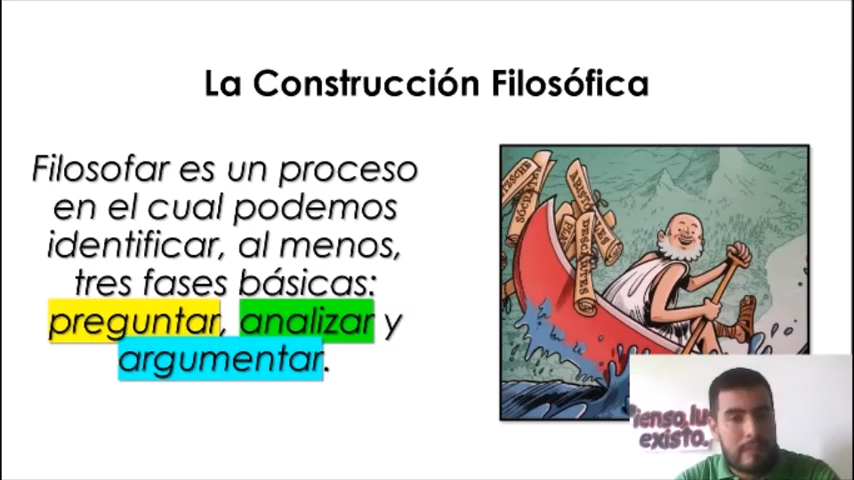 La Construcción Filosófica
Filosofar es un proceso
en el cual podemos
identificar, al menos,
tres fases básicas:
preguntar, analizar y
argumentar.
DESCARTES
existo.